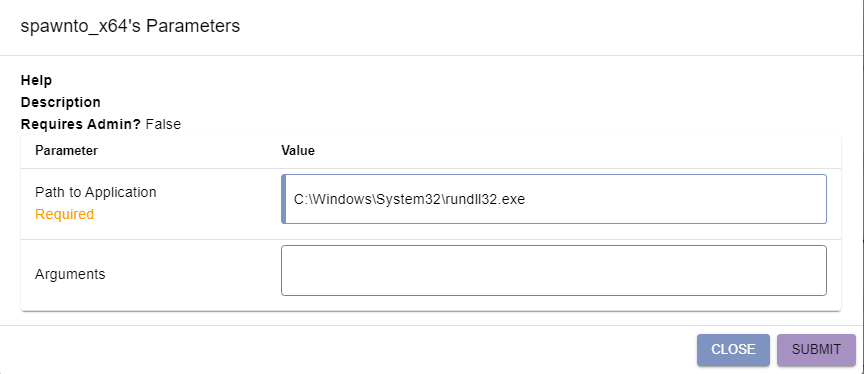 spawnto_x64's Parameters
Help
Description
Requires Admin? False
Parameter Value
Path to Application
Required
C:\Windows\System32\rundll32.exe
Arguments
CLOSE SUBMIT